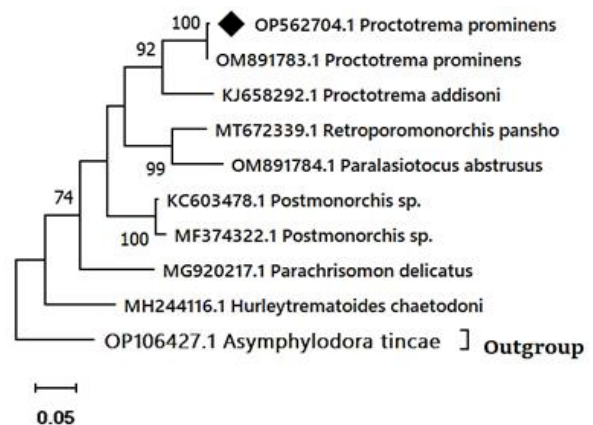 100 OP562704.1 Proctotrema prominens
92
OM891783.1 Proctotrema prominens
KJ658292.1 Proctotrema addisoni
MT672339.1 Retroporomonorchis pansho
99 OM891784.1 Paralasiotocus abstrusus
74 KC603478.1 Postmonorchis sp.
100 MF374322.1 Postmonorchis sp.
MG920217.1 Parachrisomon delicatus
MH244116.1 Hurleytrematoides chaetodoni
OP106427.1 Asymphylodora tincae Outgroup
0.05